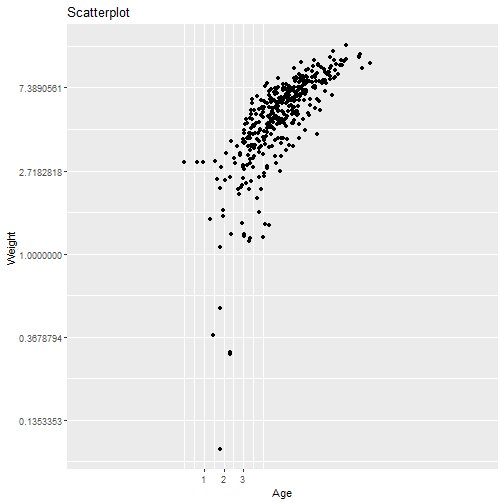 Scatterplot
7.3890561
2.7182818
1.0000000
0.3678794
0.1353353
Weight
1 2 3
Age